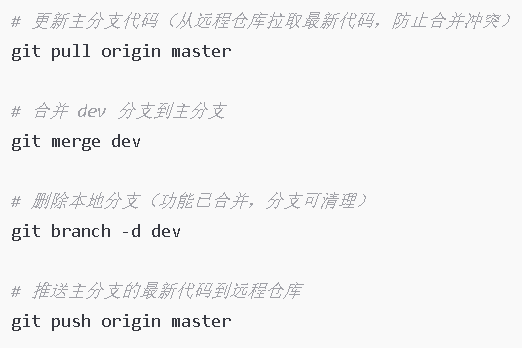 # 更新主分支代码（从远程仓库拉取最新代码，防止合并冲突）
git pull origin master
# 合并 dev 分支到主分支
git merge dev
# 删除本地分支（功能已合并，分支可清理）
git branch -d dev
# 推送主分支的最新代码到远程仓库
git push origin master